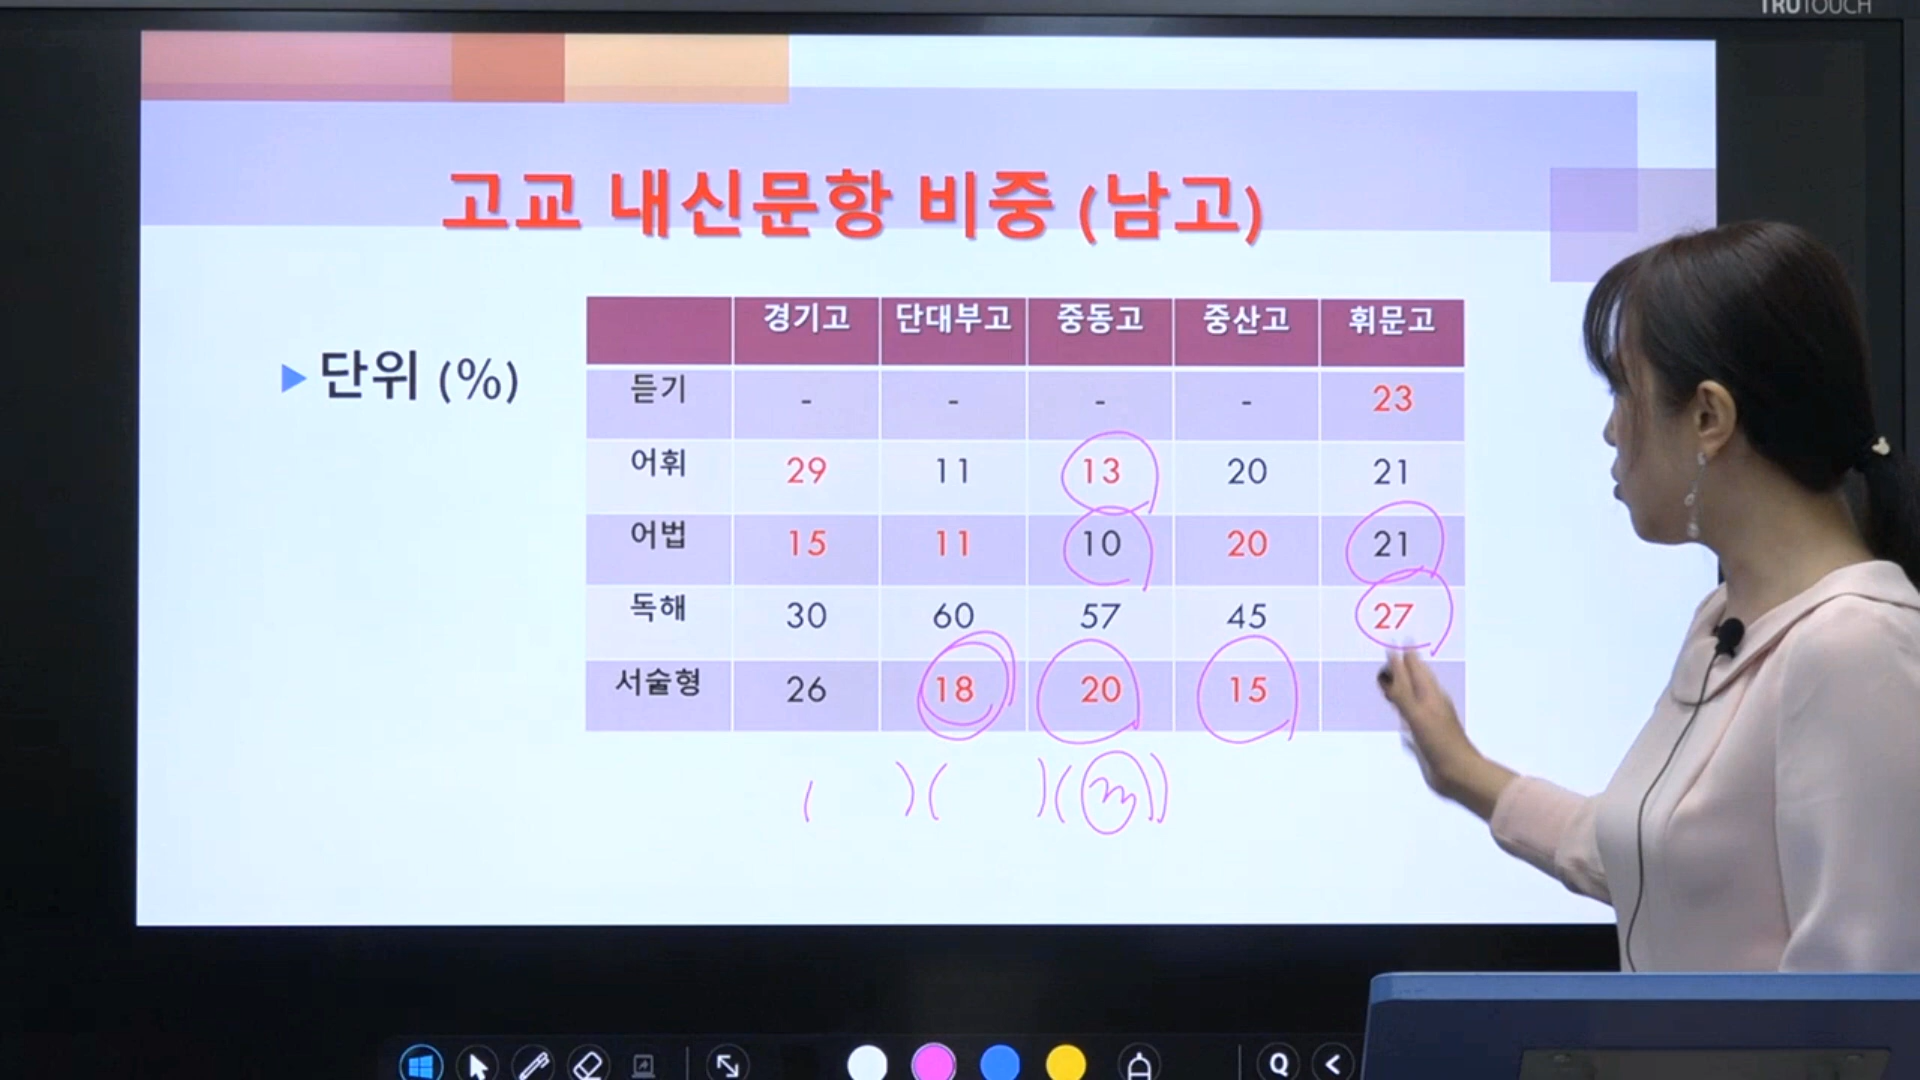 TRUTOUCH
고교 내신문항 비중 (남고)
▶ 단위 (%)
경기고 단대부고 중동고 중산고 휘문고
듣기 - - - - 23
어휘 29 11 13 20 21
어법 15 11 10 20 21
독해 30 60 57 45 27
서술형 26 18 20 15
( )( )( )
Q <